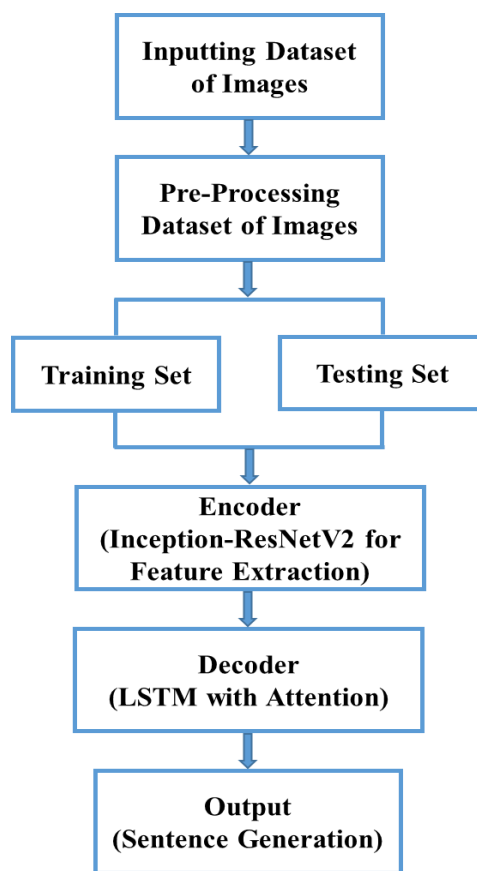 Inputting Dataset
of Images
Pre-Processing
Dataset of Images
Training Set
Testing Set
Encoder
(Inception-ResNetV2 for
Feature Extraction)
Decoder
(LSTM with Attention)
Output
(Sentence Generation)